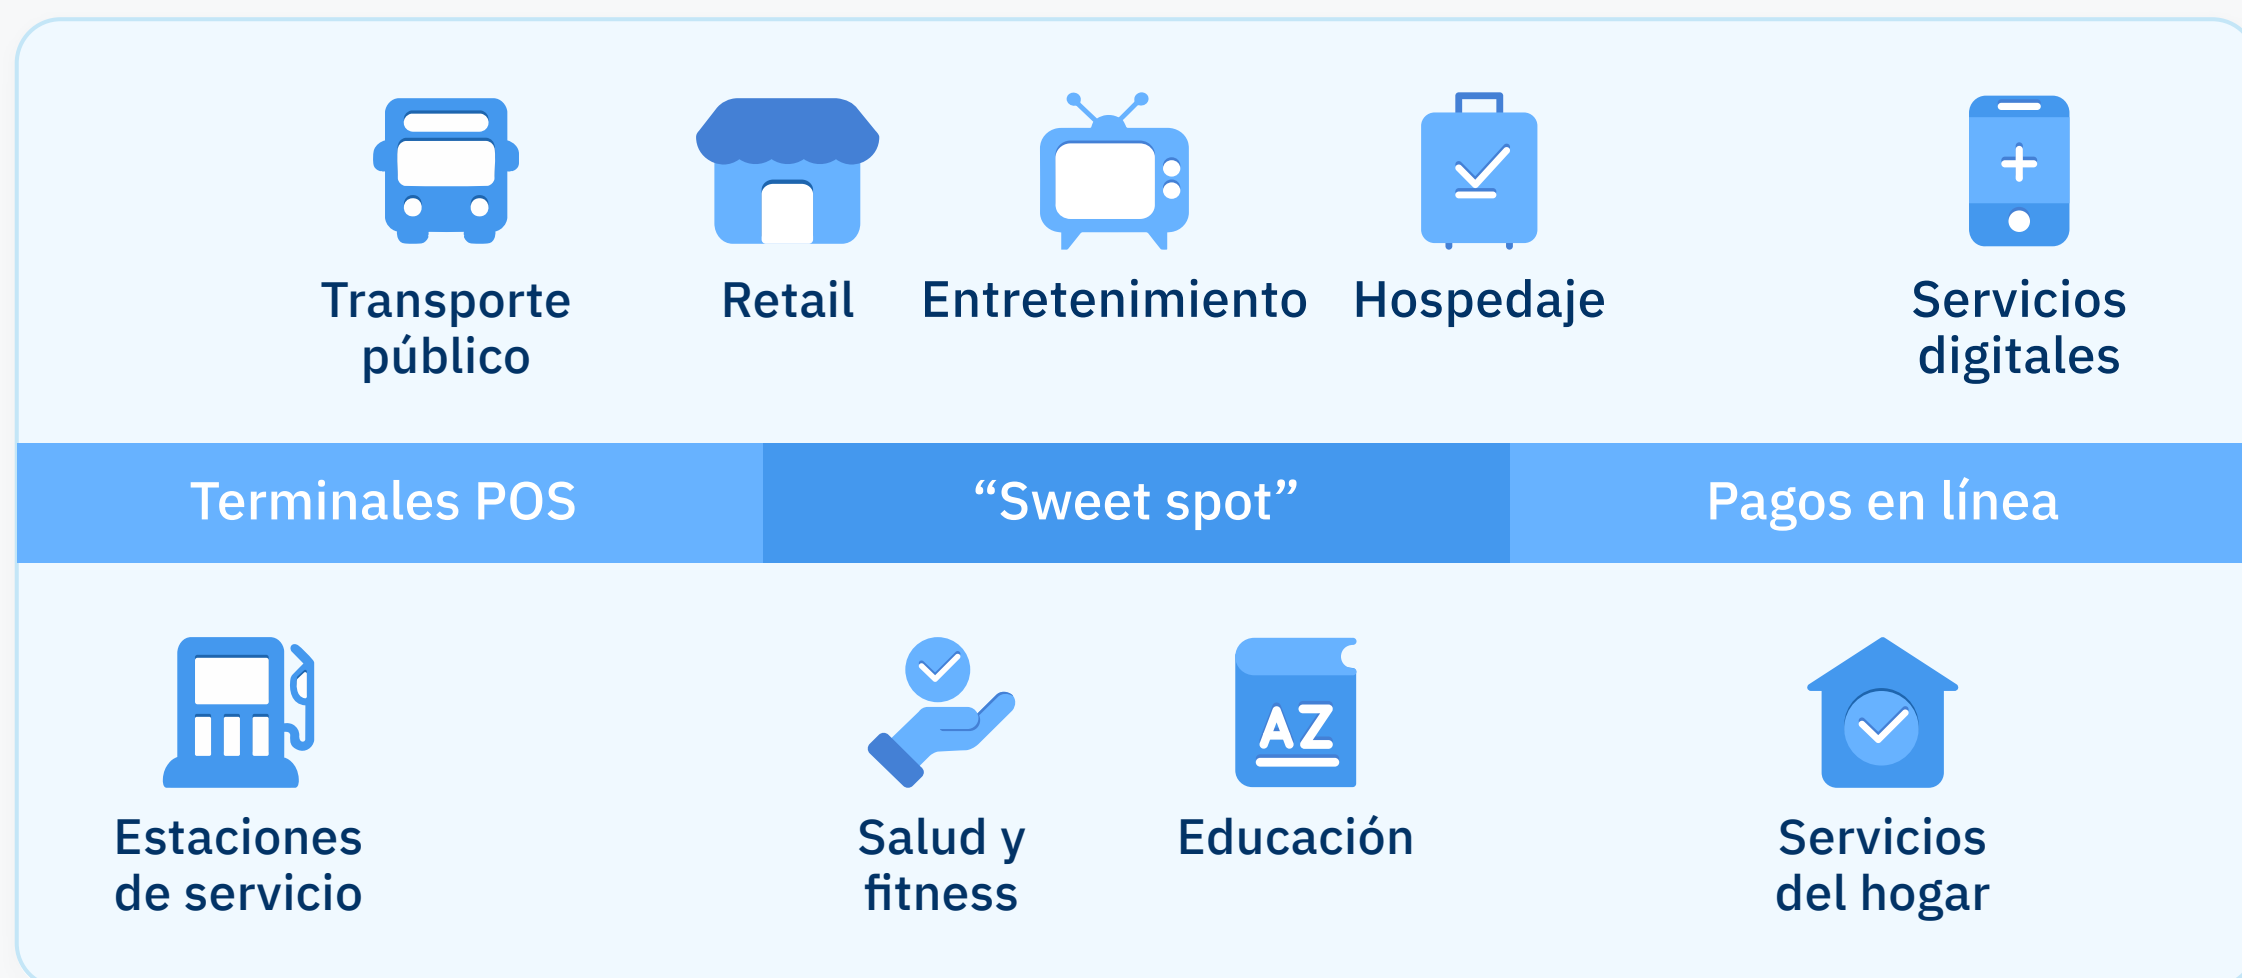 Transporte
público
Retail
Entretenimiento
Hospedaje
Servicios
digitales
Terminales POS
“Sweet spot”
Pagos en línea
AZ
Estaciones
de servicio
Salud y
fitness
Educación
Servicios
del hogar